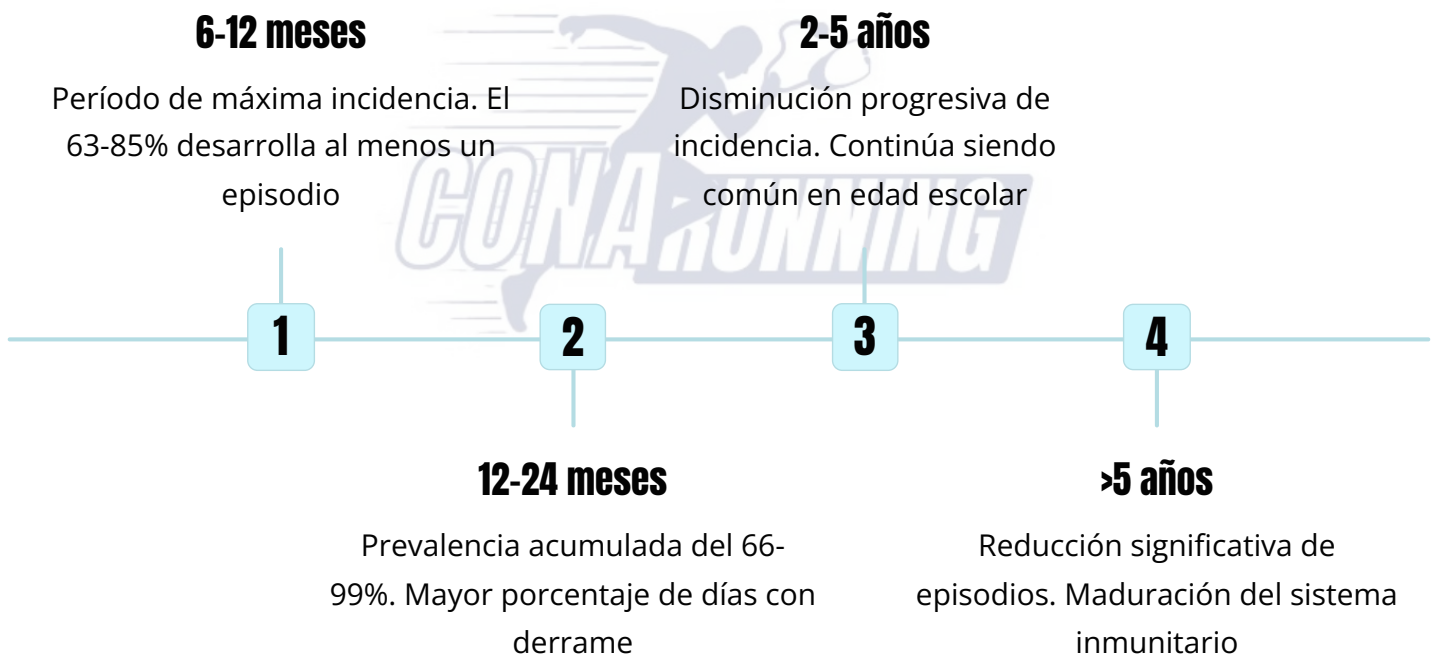 6-12 meses
Período de máxima incidencia. El
63-85% desarrolla al menos un
episodio
2-5 años
Disminución progresiva de
incidencia. Continúa siendo
común en edad escolar
CONARUNNING
1
2
3
4
12-24 meses
Prevalencia acumulada del 66-
99%. Mayor porcentaje de días con
derrame
>5 años
Reducción significativa de
episodios. Maduración del sistema
inmunitario